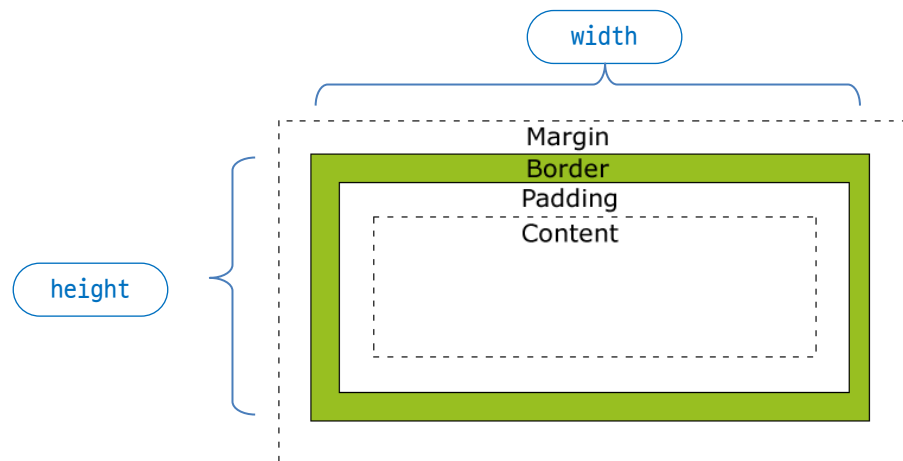 width
Margin
Border
Padding
Content
height